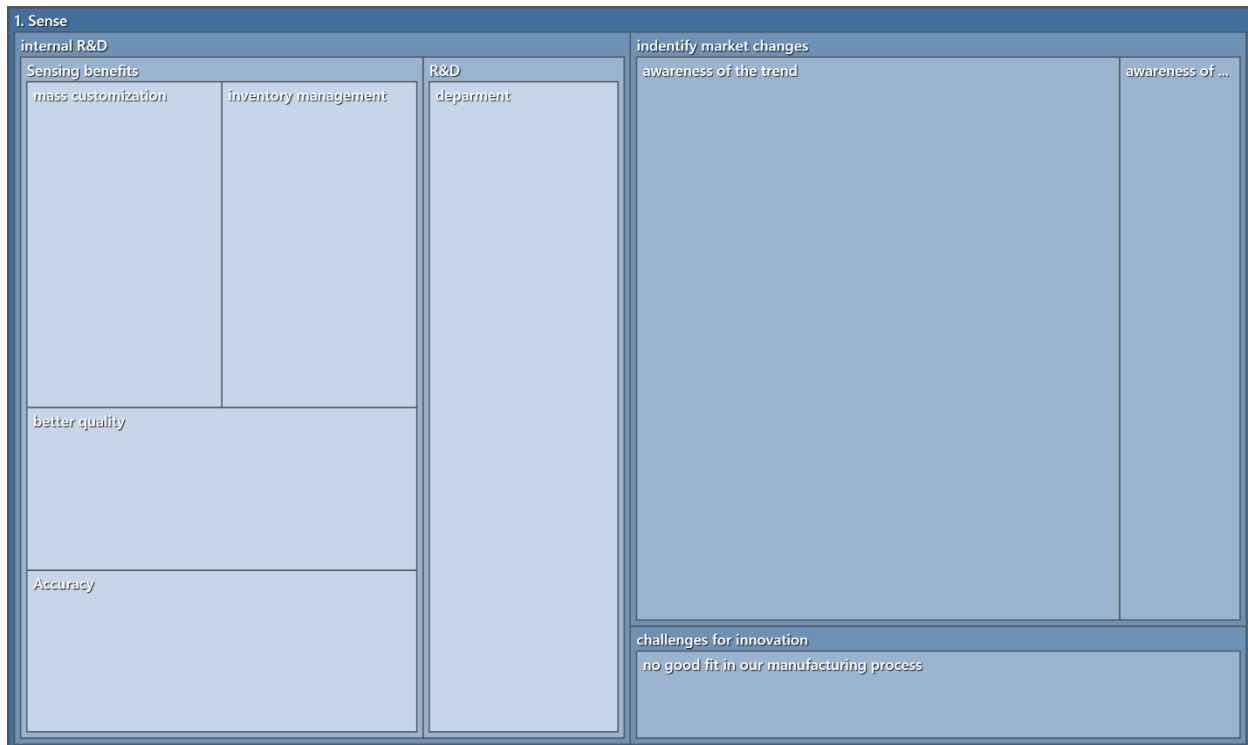 1. Sense
internal R&D
Sensing benefits
mass customization
inventory management
better quality
Accuracy
R&D
deparment
indentify market changes
awareness of the trend
awareness of ...
challenges for innovation
no good fit in our manufacturing process